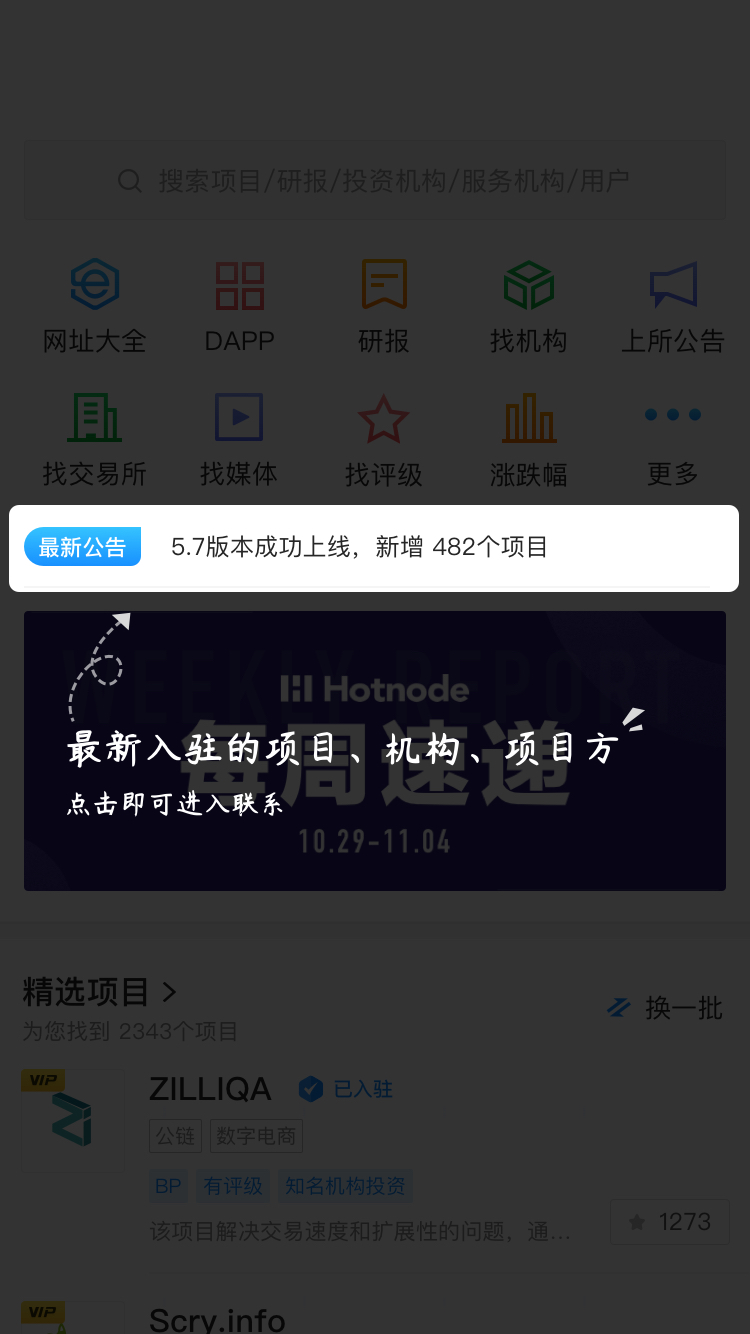 搜索项目/研报/投资机构/服务机构/用户
网址大全
DAPP
研报
找机构
上所公告
找交易所
找媒体
找评级
涨跌幅
更多
最新公告
5.7版本成功上线，新增 482个项目
WEEKLY REPORT
Hotnode
每周速递
最新入驻的项目、机构、项目方
点击即可进入联系
10.29-11.04
精选项目
换一批
为您找到 2343个项目
VIP
ZILLIQA
已入驻
公链
数字电商
BP
有评级
知名机构投资
该项目解决交易速度和扩展性的问题，通...
1273
VIP
Scry.info